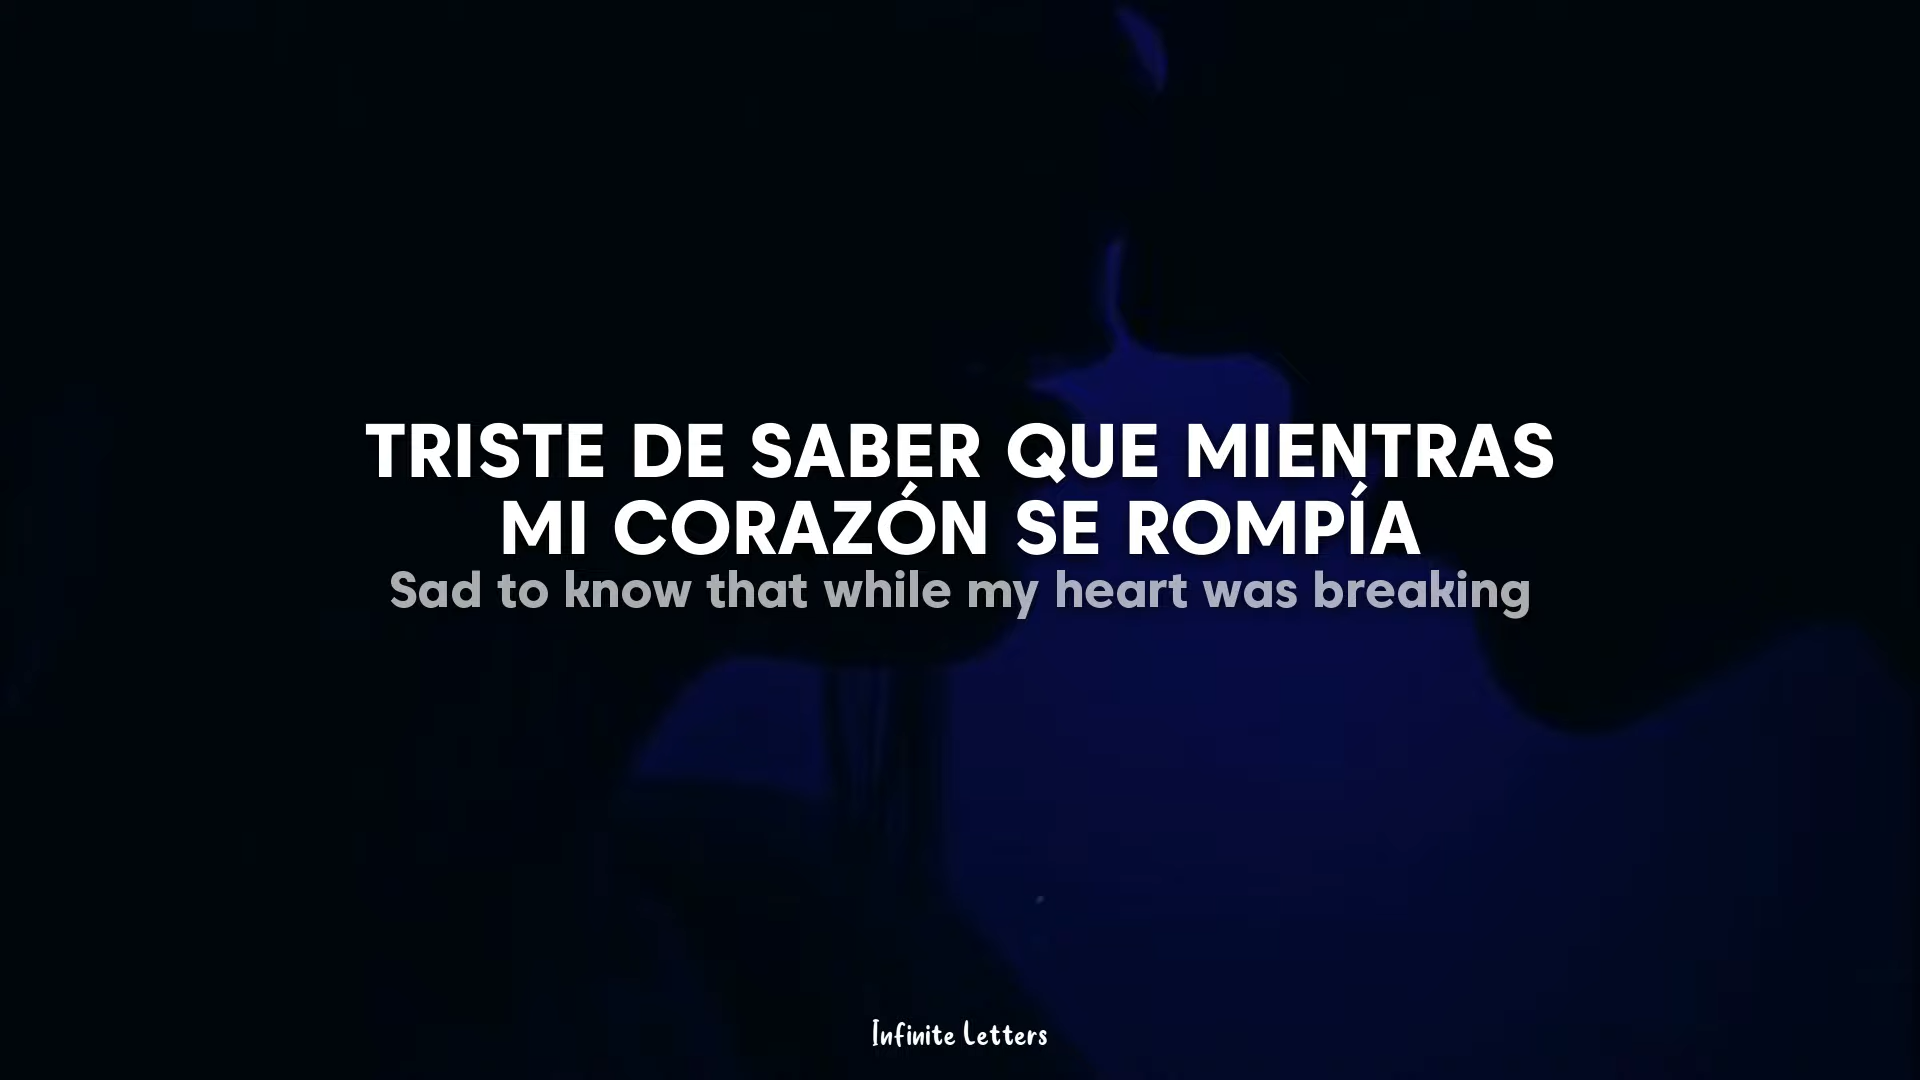 TRISTE DE SABER QUE MIENTRAS
MI CORAZÓN SE ROMPÍA
Sad to know that while my heart was breaking
Infinite Letters